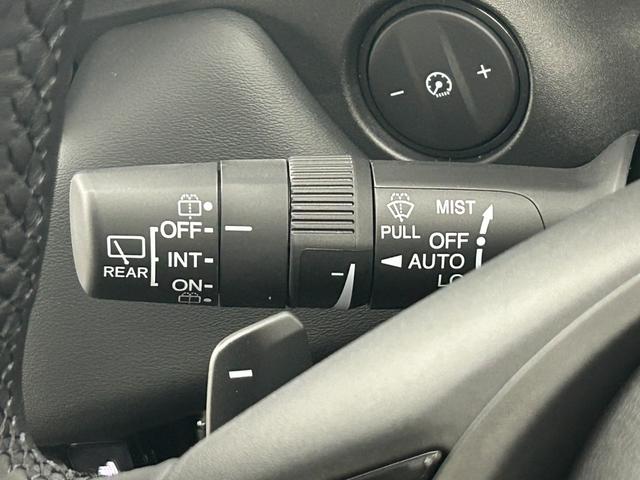 - +
OFF
INT
ON
REAR
PULL
MIST
OFF
AUTO